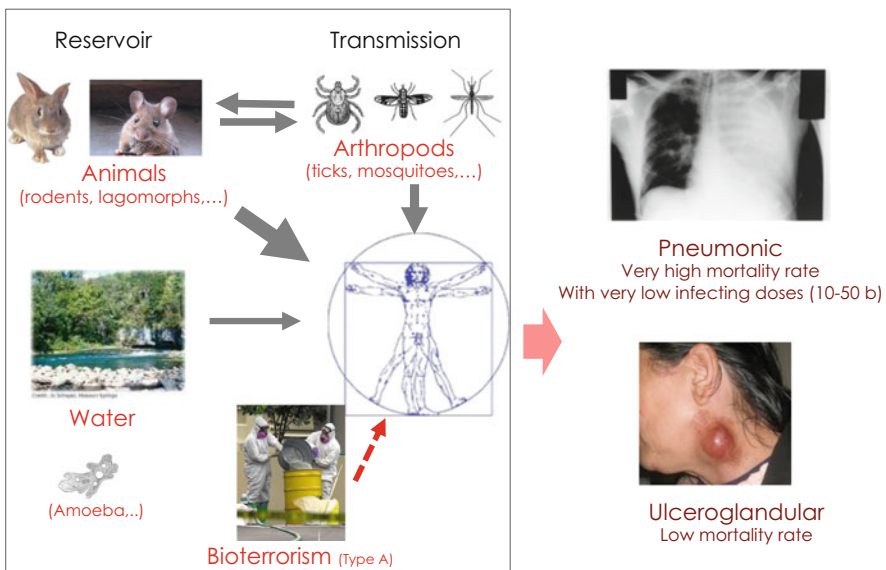 Reservoir
Transmission
Animals
(rodents, lagomorphs,...)
Arthropods
(ticks, mosquitoes,...)
Water
(Amoeba,..)
Bioterrorism (Type A)
Pneumonic
Very high mortality rate
With very low infecting doses (10-50 b)
Ulceroglandular
Low mortality rate